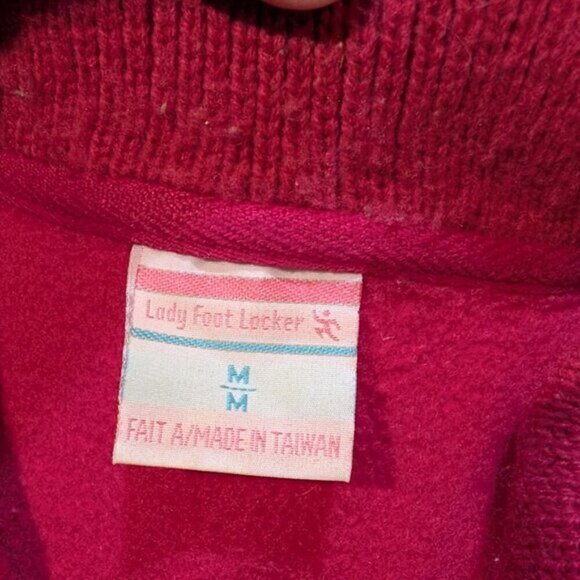 Lady Foot Locker
M
M
FAIT A/MADE IN TAIWAN